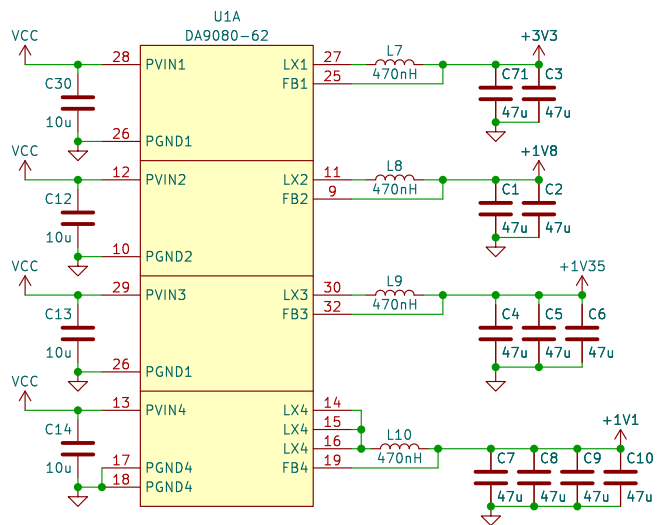 U1A
DA9080-62
VCC
28 PVIN1
LX1 27
L7
470nH
+3V3
FB1 25
C30
10u
C71
47u
C3
47u
26 PGND1
VCC
12 PVIN2
LX2 11
L8
470nH
+1V8
FB2 9
C12
10u
C1
47u
C2
47u
10 PGND2
VCC
29 PVIN3
LX3 30
L9
470nH
+1V35
FB3 32
C13
10u
C4
47u
C5
47u
C6
47u
26 PGND1
VCC
13 PVIN4
LX4 14
LX4 15
LX4 16
L10
470nH
+1V1
FB4 19
C14
10u
C7
47u
C8
47u
C9
47u
C10
47u
17 PGND4
18 PGND4